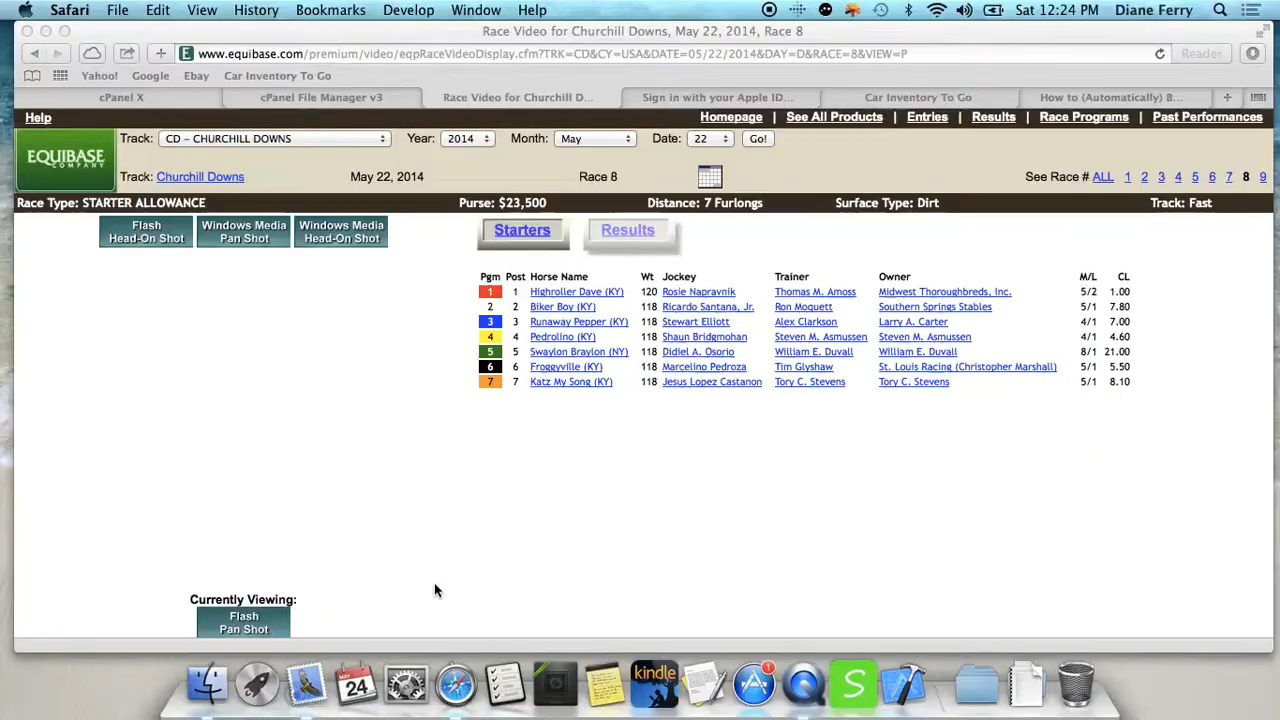 Safari File Edit View History Bookmarks Develop Window Help Sat 12:24 PM Diane Ferry
Race Video for Churchill Downs, May 22, 2014, Race 8
www.equibase.com/premium/video/eqpRaceVideoDisplay.cfm?TRK=CD&CY=USA&DATE=05/22/2014&DAY=D&RACE=8&VIEW=P Reader
Yahoo! Google Ebay Car Inventory To Go
cPanel X cPanel File Manager v3 Race Video for Churchill D... Sign in with your Apple ID... Car Inventory To Go How to (Automatically) B...
Help Homepage | See All Products | Entries | Results | Race Programs | Past Performances
EQUIBASE COMPANY
Track: CD – CHURCHILL DOWNS Year: 2014 Month: May Date: 22 Go!
Track: Churchill Downs May 22, 2014 Race 8 See Race # ALL 1 2 3 4 5 6 7 8 9
Race Type: STARTER ALLOWANCE Purse: $23,500 Distance: 7 Furlongs Surface Type: Dirt Track: Fast
Flash Head-On Shot Windows Media Pan Shot Windows Media Head-On Shot Starters Results
Pgm Post Horse Name Wt Jockey Trainer Owner M/L CL
1 1 Highroller Dave (KY) 120 Rosie Napravnik Thomas M. Amoss Midwest Thoroughbreds, Inc. 5/2 1.00
2 2 Biker Boy (KY) 118 Ricardo Santana, Jr. Ron Moquett Southern Springs Stables 5/1 7.80
3 3 Runaway Pepper (KY) 118 Stewart Elliott Alex Clarkson Larry A. Carter 4/1 7.00
4 4 Pedrolino (KY) 118 Shaun Bridgmohan Steven M. Asmussen Steven M. Asmussen 4/1 4.60
5 5 Swaylon Braylon (NY) 118 Didiel A. Osorio William E. Duvall William E. Duvall 8/1 21.00
6 6 Froggyville (KY) 118 Marcelino Pedroza Tim Glyshaw St. Louis Racing (Christopher Marshall) 5/1 5.50
7 7 Katz My Song (KY) 118 Jesus Lopez Castanon Tory C. Stevens Tory C. Stevens 5/1 8.10
Currently Viewing:
Flash
Pan Shot
MAY 24 kindle 1 S